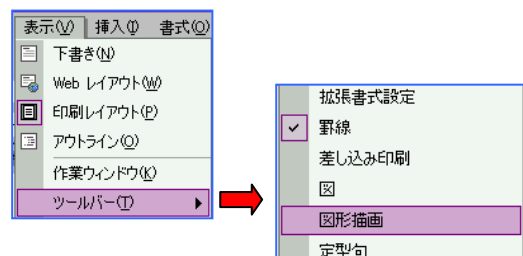 表示(V) 挿入(I) 書式(O)
下書き(N)
Web レイアウト(W)
印刷レイアウト(P)
アウトライン(O)
作業ウィンドウ(K)
ツールバー(T)
拡張書式設定
罫線
差し込み印刷
図
図形描画
定型句